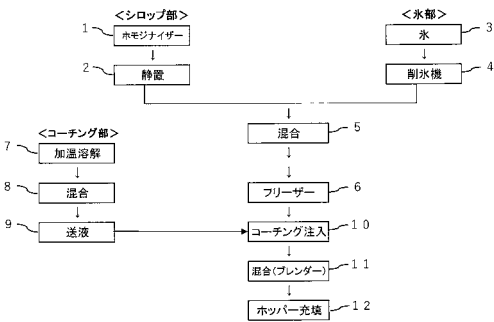 <シロップ部>
1 ホモジナイザー
2 静置
<氷部>
氷 3
削氷機 4
混合 5
フリーザー 6
<コーチング部>
7 加温溶解
8 混合
9 送液
コーチング注入 10
混合(ブレンダー) 11
ホッパー充填 12